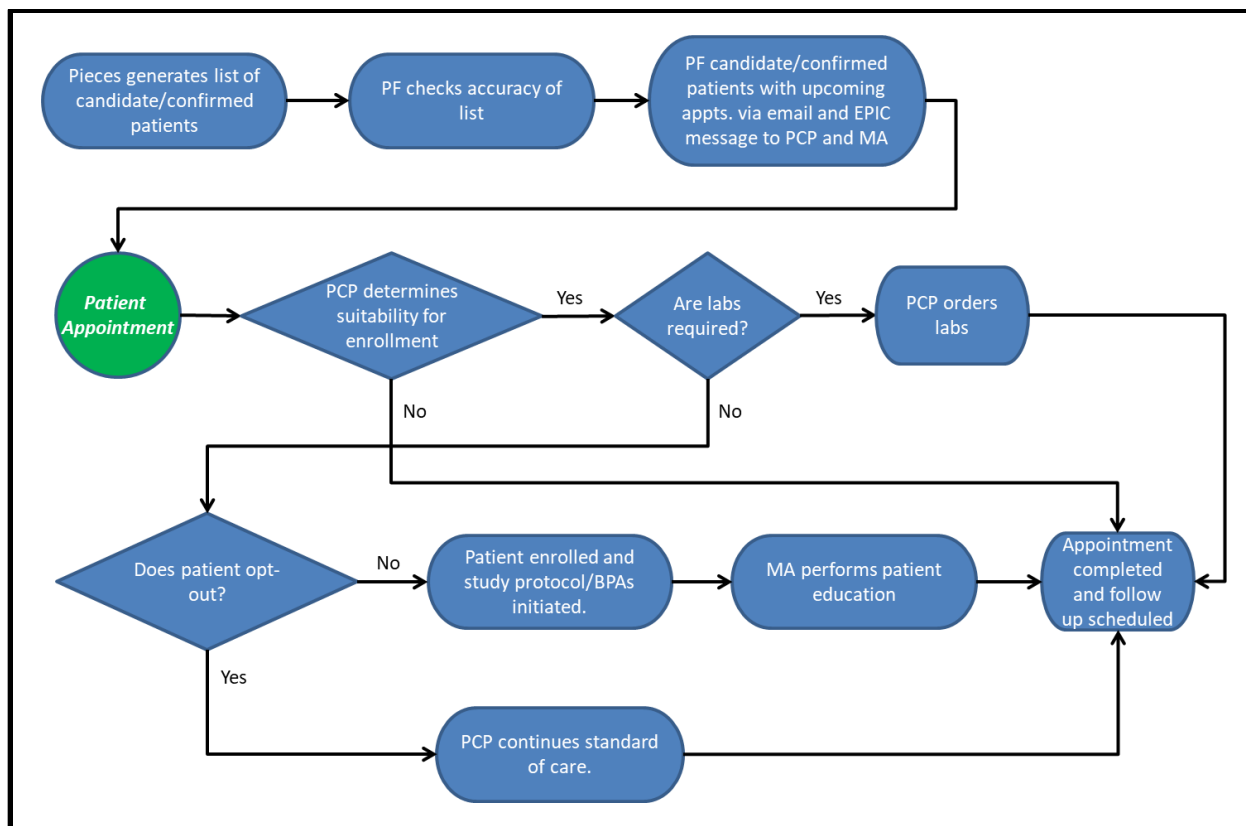 Pieces generates list of
candidate/confirmed
patients
PF checks accuracy of
list
PF candidate/confirmed
patients with upcoming
appts. via email and EPIC
message to PCP and MA
Patient
Appointment
PCP determines
suitability for
enrollment
Yes
Are labs
required?
Yes
PCP orders
labs
No
No
Does patient opt-
out?
No
Patient enrolled and
study protocol/BPAs
initiated.
MA performs patient
education
Appointment
completed
and follow
up scheduled
Yes
PCP continues standard
of care.